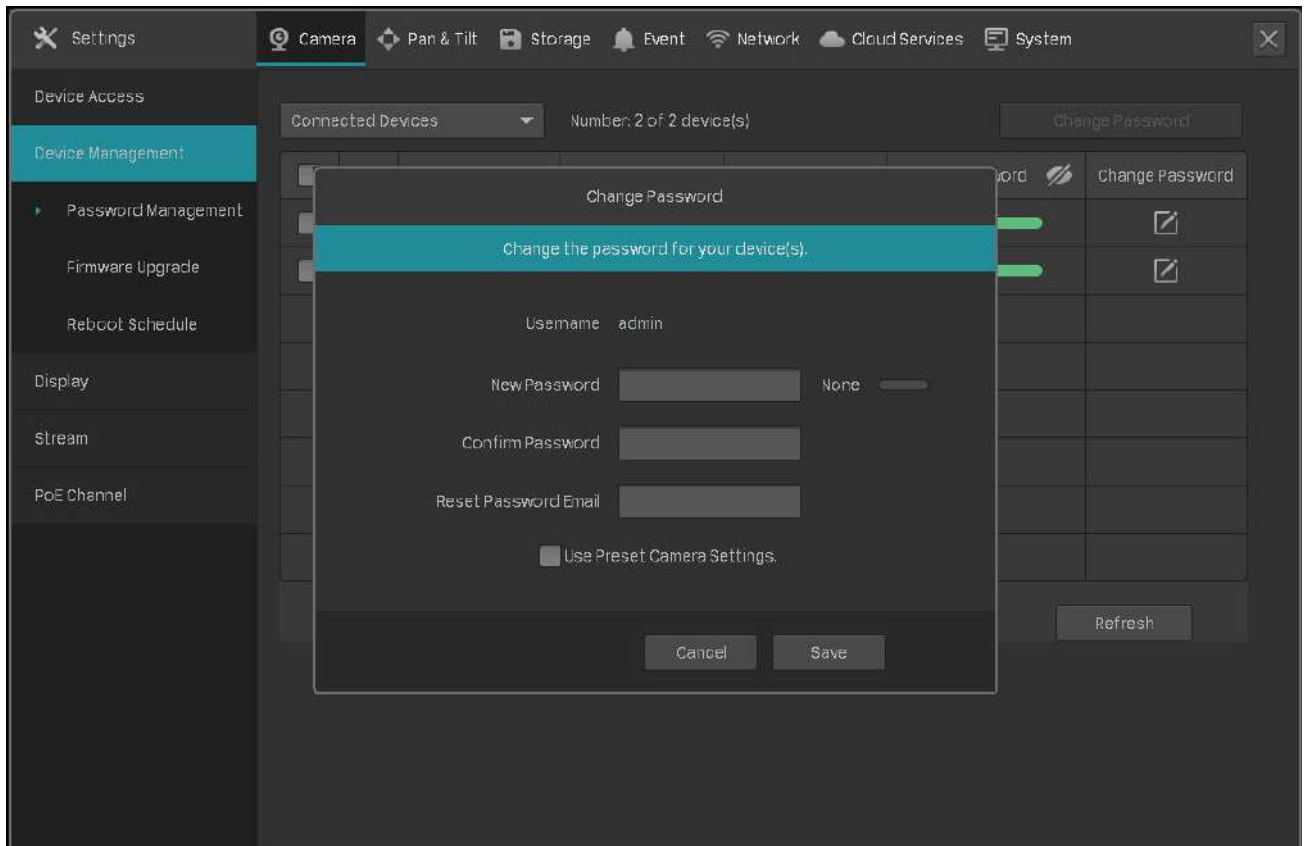 Settings
Camera Pan & Tilt Storage Event Network Cloud Services System
Device Access
Connected Devices Number: 2 of 2 device(s) Change Password
Device Management
Change Password
Password Management
Change Password
Change the password for your device(s).
Firmware Upgrade
Username admin
Reboot Schedule
Display
New Password None
Stream
Confirm Password
PoE Channel
Reset Password Email
Use Preset Camera Settings.
Refresh
Cancel Save